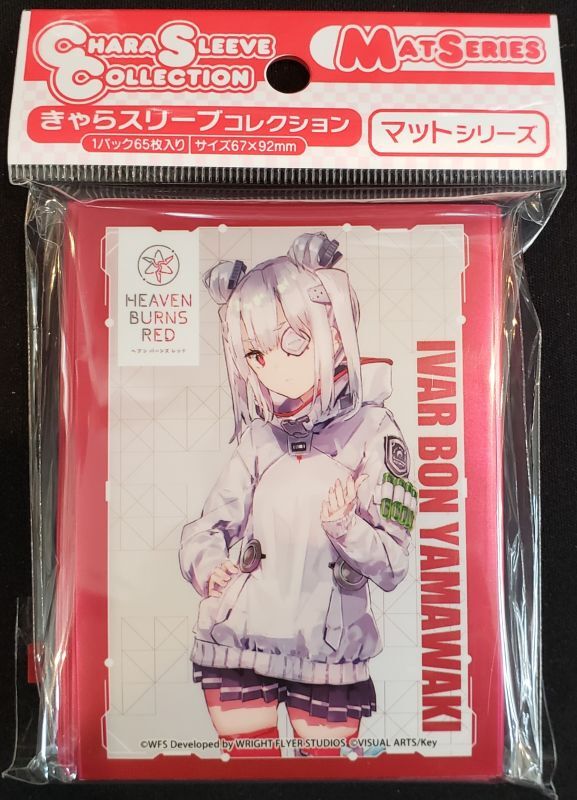 CHARA SLEEVE
COLLECTION
MAT SERIES
きゃらスリーブコレクション
マットシリーズ
1パック65枚入り サイズ67×92mm
HEAVEN
BURNS
RED
ヘブン バーンズ レッド
IVAR BON YAMAWAKI
©WFS Developed by WRIGHT FLYER STUDIOS ©VISUAL ARTS/Key